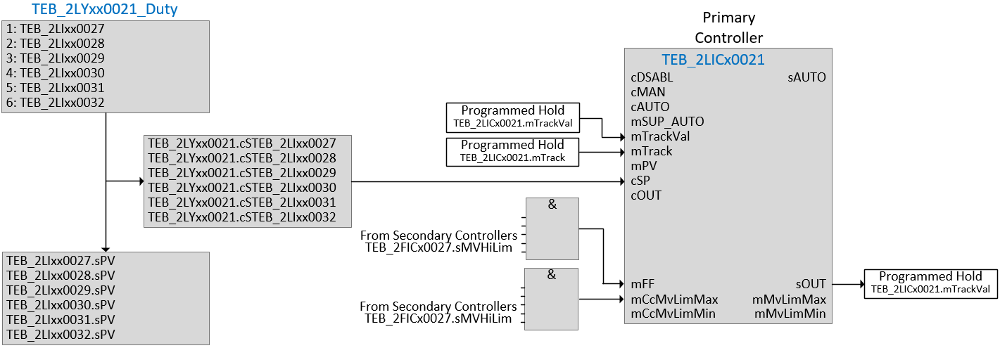 TEB_2LYxx0021_Duty
1: TEB_2LIxx0027
2: TEB_2LIxx0028
3: TEB_2LIxx0029
4: TEB_2LIxx0030
5: TEB_2LIxx0031
6: TEB_2LIxx0032
TEB_2LYxx0021.cSTEB_2LIxx0027
TEB_2LYxx0021.cSTEB_2LIxx0028
TEB_2LYxx0021.cSTEB_2LIxx0029
TEB_2LYxx0021.cSTEB_2LIxx0030
TEB_2LYxx0021.cSTEB_2LIxx0031
TEB_2LYxx0021.cSTEB_2LIxx0032
TEB_2LIxx0027.sPV
TEB_2LIxx0028.sPV
TEB_2LIxx0029.sPV
TEB_2LIxx0030.sPV
TEB_2LIxx0031.sPV
TEB_2LIxx0032.sPV
Programmed Hold
TEB_2LICx0021.mTrackVal
Programmed Hold
TEB_2LICx0021.mTrack
&
From Secondary Controllers
TEB_2FICx0027.sMVHiLim
&
From Secondary Controllers
TEB_2FICx0027.sMVHiLim
Primary
Controller
TEB_2LICx0021
cDSABL sAUTO
cMAN
cAUTO
mSUP_AUTO
mTrackVal
mTrack
mPV
cSP
cOUT
mFF sOUT
mCcMvLimMax mMvLimMax
mCcMvLimMin mMvLimMin
Programmed Hold
TEB_2LICx0021.mTrackVal